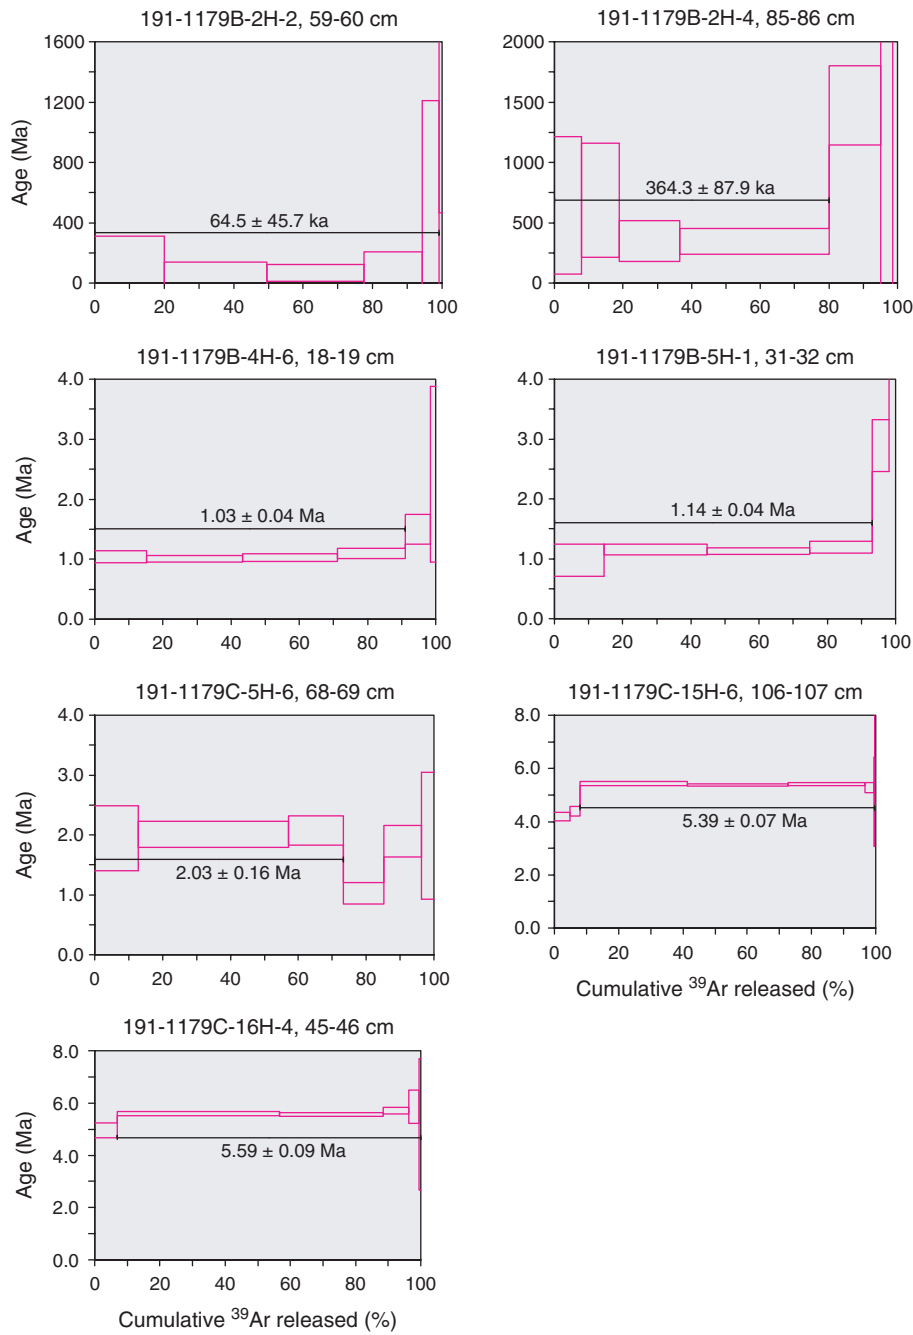 191-1179B-2H-2, 59-60 cm
Age (Ma)
1600
1200
800
400
0
64.5 ± 45.7 ka
0 20 40 60 80 100
191-1179B-2H-4, 85-86 cm
2000
1500
1000
500
0
364.3 ± 87.9 ka
0 20 40 60 80 100
191-1179B-4H-6, 18-19 cm
Age (Ma)
4.0
3.0
2.0
1.0
0.0
1.03 ± 0.04 Ma
0 20 40 60 80 100
191-1179B-5H-1, 31-32 cm
4.0
3.0
2.0
1.0
0.0
1.14 ± 0.04 Ma
0 20 40 60 80 100
191-1179C-5H-6, 68-69 cm
Age (Ma)
4.0
3.0
2.0
1.0
0.0
2.03 ± 0.16 Ma
0 20 40 60 80 100
191-1179C-15H-6, 106-107 cm
8.0
6.0
4.0
2.0
0.0
5.39 ± 0.07 Ma
0 20 40 60 80 100
Cumulative ³⁹Ar released (%)
191-1179C-16H-4, 45-46 cm
Age (Ma)
8.0
6.0
4.0
2.0
0.0
5.59 ± 0.09 Ma
0 20 40 60 80 100
Cumulative ³⁹Ar released (%)